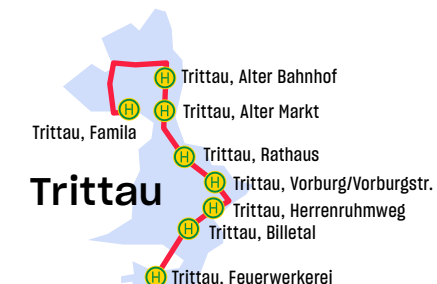 Trittau, Alter Bahnhof
H
H
Trittau, Alter Markt
H
Trittau, Famila
H
Trittau, Rathaus
Trittau
H
Trittau, Vorburg/Vorburgstr.
H
Trittau, Herrenruhmweg
H
Trittau, Billetal
H
Trittau, Feuerwerkerei